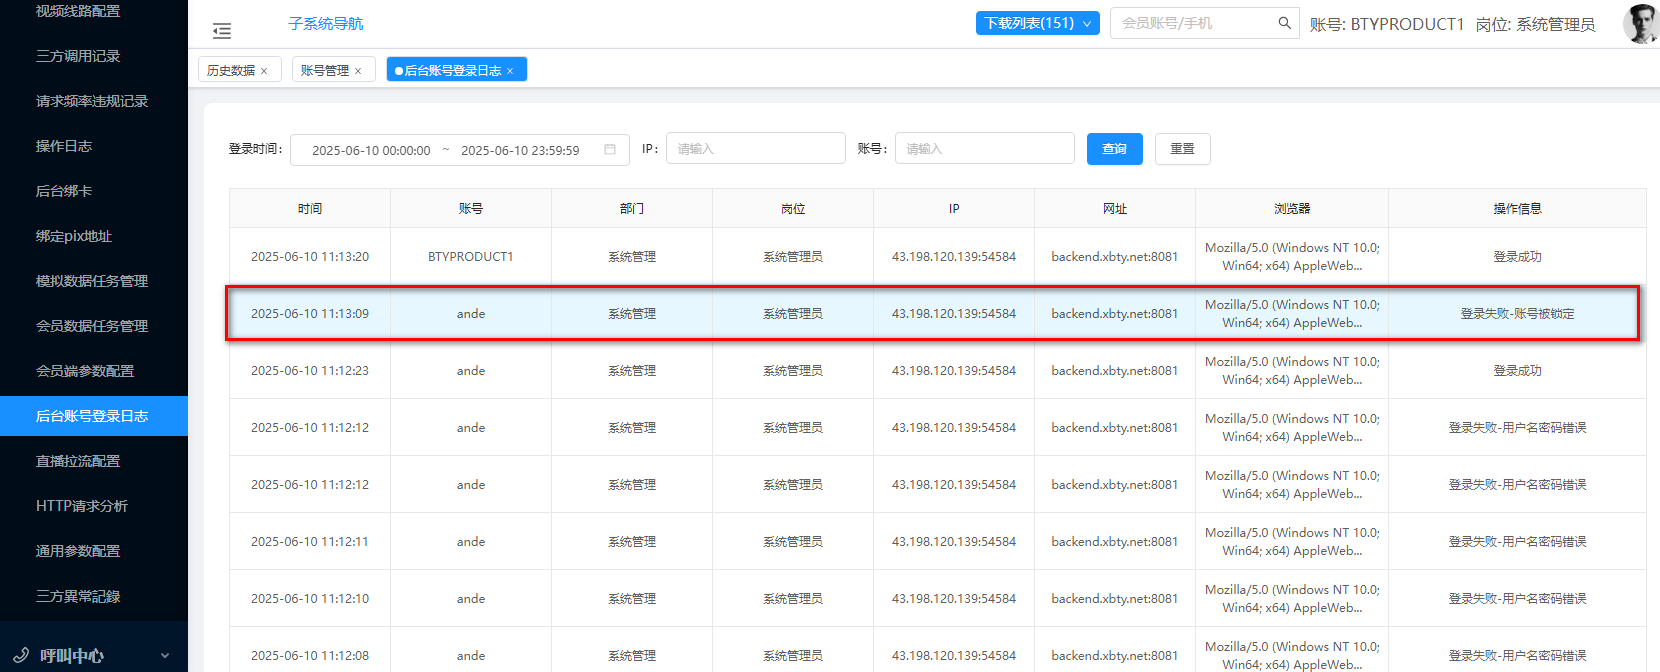 视频线路配置
三方调用记录
请求频率违规记录
操作日志
后台绑卡
绑定pix地址
模拟数据任务管理
会员数据任务管理
会员端参数配置
后台账号登录日志
直播拉流配置
HTTP请求分析
通用参数配置
三方異常記錄
呼叫中心
子系统导航
下载列表(151)
会员账号/手机
账号: BTYPRODUCT1 岗位: 系统管理员
历史数据 ×
账号管理 ×
后台账号登录日志 ×
登录时间: 2025-06-10 00:00:00 ~ 2025-06-10 23:59:59 IP: 请输入 账号: 请输入 查询 重置
时间 账号 部门 岗位 IP 网址 浏览器 操作信息
2025-06-10 11:13:20 BTYPRODUCT1 系统管理 系统管理员 43.198.120.139:54584 backend.xbty.net:8081 Mozilla/5.0 (Windows NT 10.0;
Win64; x64) AppleWeb... 登录成功
2025-06-10 11:13:09 ande 系统管理 系统管理员 43.198.120.139:54584 backend.xbty.net:8081 Mozilla/5.0 (Windows NT 10.0;
Win64; x64) AppleWeb... 登录失败-账号被锁定
2025-06-10 11:12:23 ande 系统管理 系统管理员 43.198.120.139:54584 backend.xbty.net:8081 Mozilla/5.0 (Windows NT 10.0;
Win64; x64) AppleWeb... 登录成功
2025-06-10 11:12:12 ande 系统管理 系统管理员 43.198.120.139:54584 backend.xbty.net:8081 Mozilla/5.0 (Windows NT 10.0;
Win64; x64) AppleWeb... 登录失败-用户名密码错误
2025-06-10 11:12:12 ande 系统管理 系统管理员 43.198.120.139:54584 backend.xbty.net:8081 Mozilla/5.0 (Windows NT 10.0;
Win64; x64) AppleWeb... 登录失败-用户名密码错误
2025-06-10 11:12:11 ande 系统管理 系统管理员 43.198.120.139:54584 backend.xbty.net:8081 Mozilla/5.0 (Windows NT 10.0;
Win64; x64) AppleWeb... 登录失败-用户名密码错误
2025-06-10 11:12:10 ande 系统管理 系统管理员 43.198.120.139:54584 backend.xbty.net:8081 Mozilla/5.0 (Windows NT 10.0;
Win64; x64) AppleWeb... 登录失败-用户名密码错误
2025-06-10 11:12:08 ande 系统管理 系统管理员 43.198.120.139:54584 backend.xbty.net:8081 Mozilla/5.0 (Windows NT 10.0;
Win64; x64) AppleWeb... 登录失败-用户名密码错误